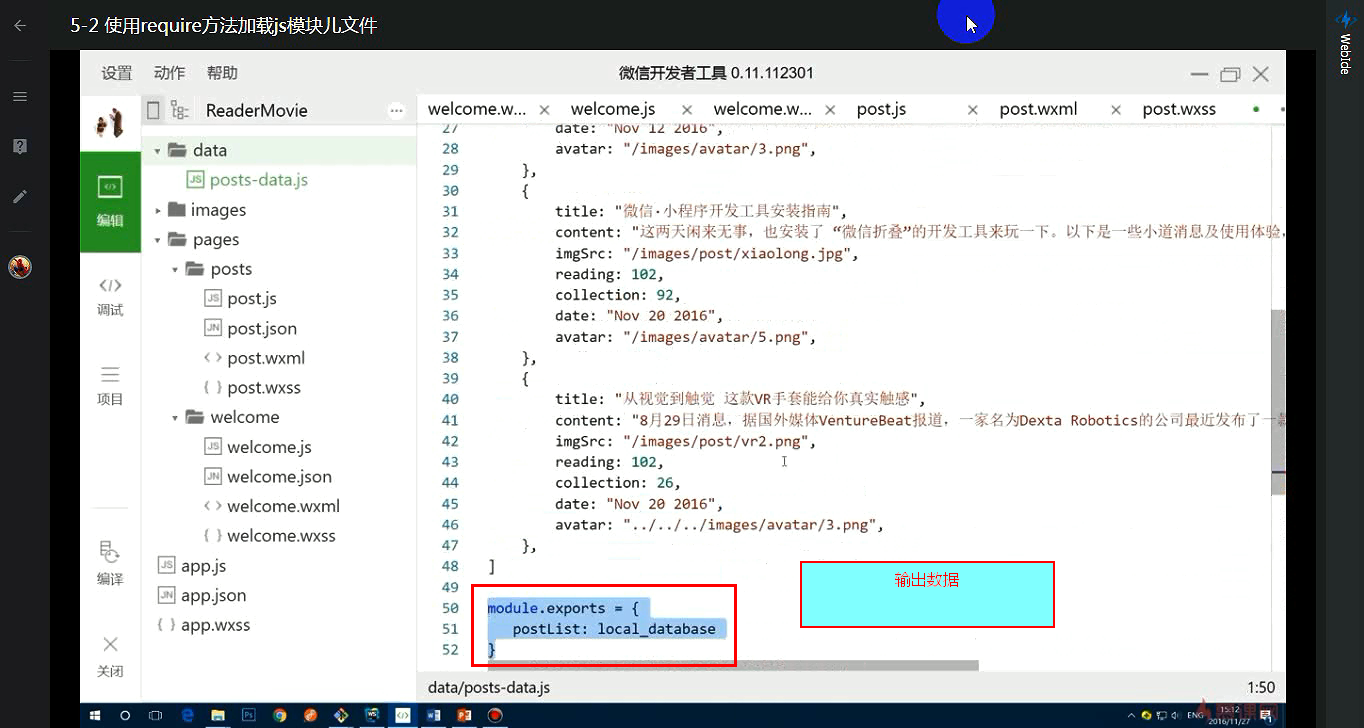 5-2 使用require方法加载js模块儿文件
WebIde
设置 动作 帮助
微信开发者工具 0.11.112301
ReaderMovie
welcome.w... welcome.js welcome.w... post.js post.wxml post.wxss
编辑
调试
项目
编译
关闭
data
posts-data.js
images
pages
posts
post.js
post.json
post.wxml
post.wxss
welcome
welcome.js
welcome.json
welcome.wxml
welcome.wxss
app.js
app.json
app.wxss
27 date: "Nov 12 2016",
28 avatar: "/images/avatar/3.png",
29 },
30 {
31 title: "微信·小程序开发工具安装指南",
32 content: "这两天闲来无事，也安装了 “微信折叠”的开发工具来玩一下。以下是一些小道消息及使用体验
33 imgSrc: "/images/post/xiaolong.jpg",
34 reading: 102,
35 collection: 92,
36 date: "Nov 20 2016",
37 avatar: "/images/avatar/5.png",
38 },
39 {
40 title: "从视觉到触觉 这款VR手套能给你真实触感",
41 content: "8月29日消息，据国外媒体VentureBeat报道，一家名为Dexta Robotics的公司最近发布了一款
42 imgSrc: "/images/post/vr2.png",
43 reading: 102,
44 collection: 26,
45 date: "Nov 20 2016",
46 avatar: "../../../images/avatar/3.png",
47 },
48 ]
49
50 module.exports = {
51 postList: local_database
52 }
输出数据
data/posts-data.js
1:50
ENG
15:12
2016/11/27